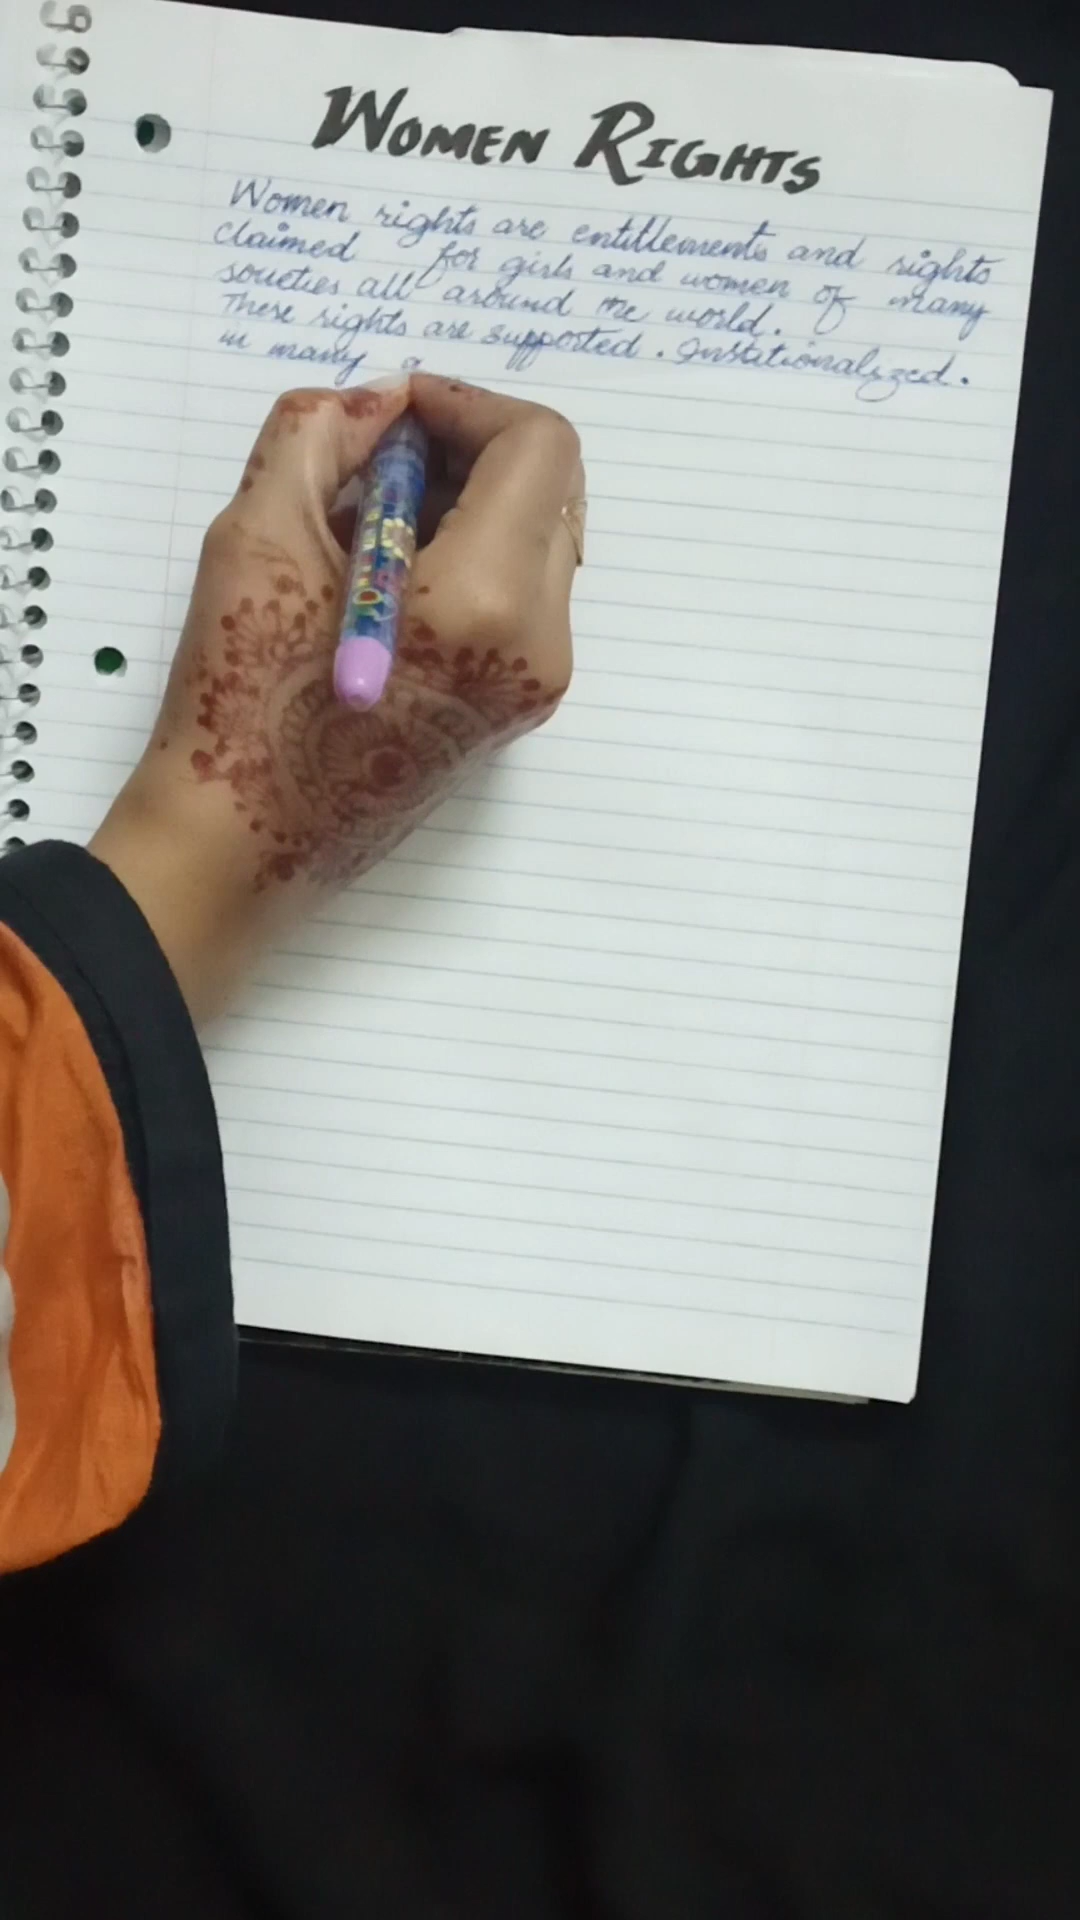 WOMEN RIGHTS
Women rights are entitlements and rights
claimed for girls and women of many
societies all around the world.
These rights are supported. Instationalized.
in many